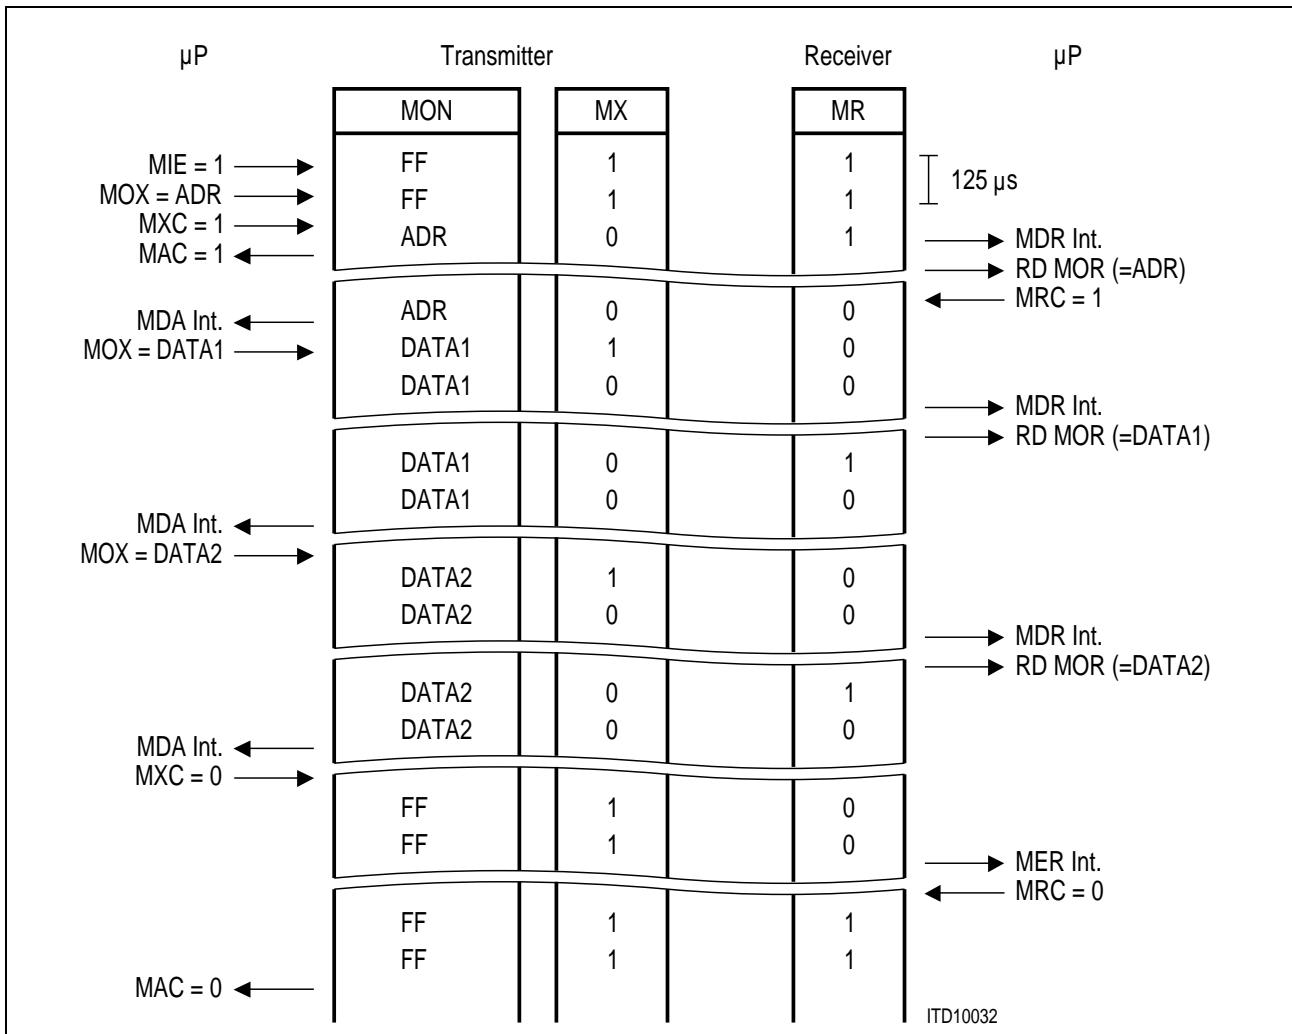 µP Transmitter Receiver µP
MON MX MR
MIE = 1 FF 1 1
125 µs
MOX = ADR FF 1 1
MXC = 1 ADR 0 1 MDR Int.
MAC = 1 RD MOR (=ADR)
MRC = 1
MDA Int. ADR 0 0
MOX = DATA1 DATA1 1 0
DATA1 0 0
MDR Int.
RD MOR (=DATA1)
DATA1 0 1
DATA1 0 0
MDA Int.
MOX = DATA2
DATA2 1 0
DATA2 0 0
MDR Int.
RD MOR (=DATA2)
DATA2 0 1
DATA2 0 0
MDA Int.
MXC = 0
FF 1 0
FF 1 0
MER Int.
MRC = 0
FF 1 1
FF 1 1
MAC = 0
ITD10032